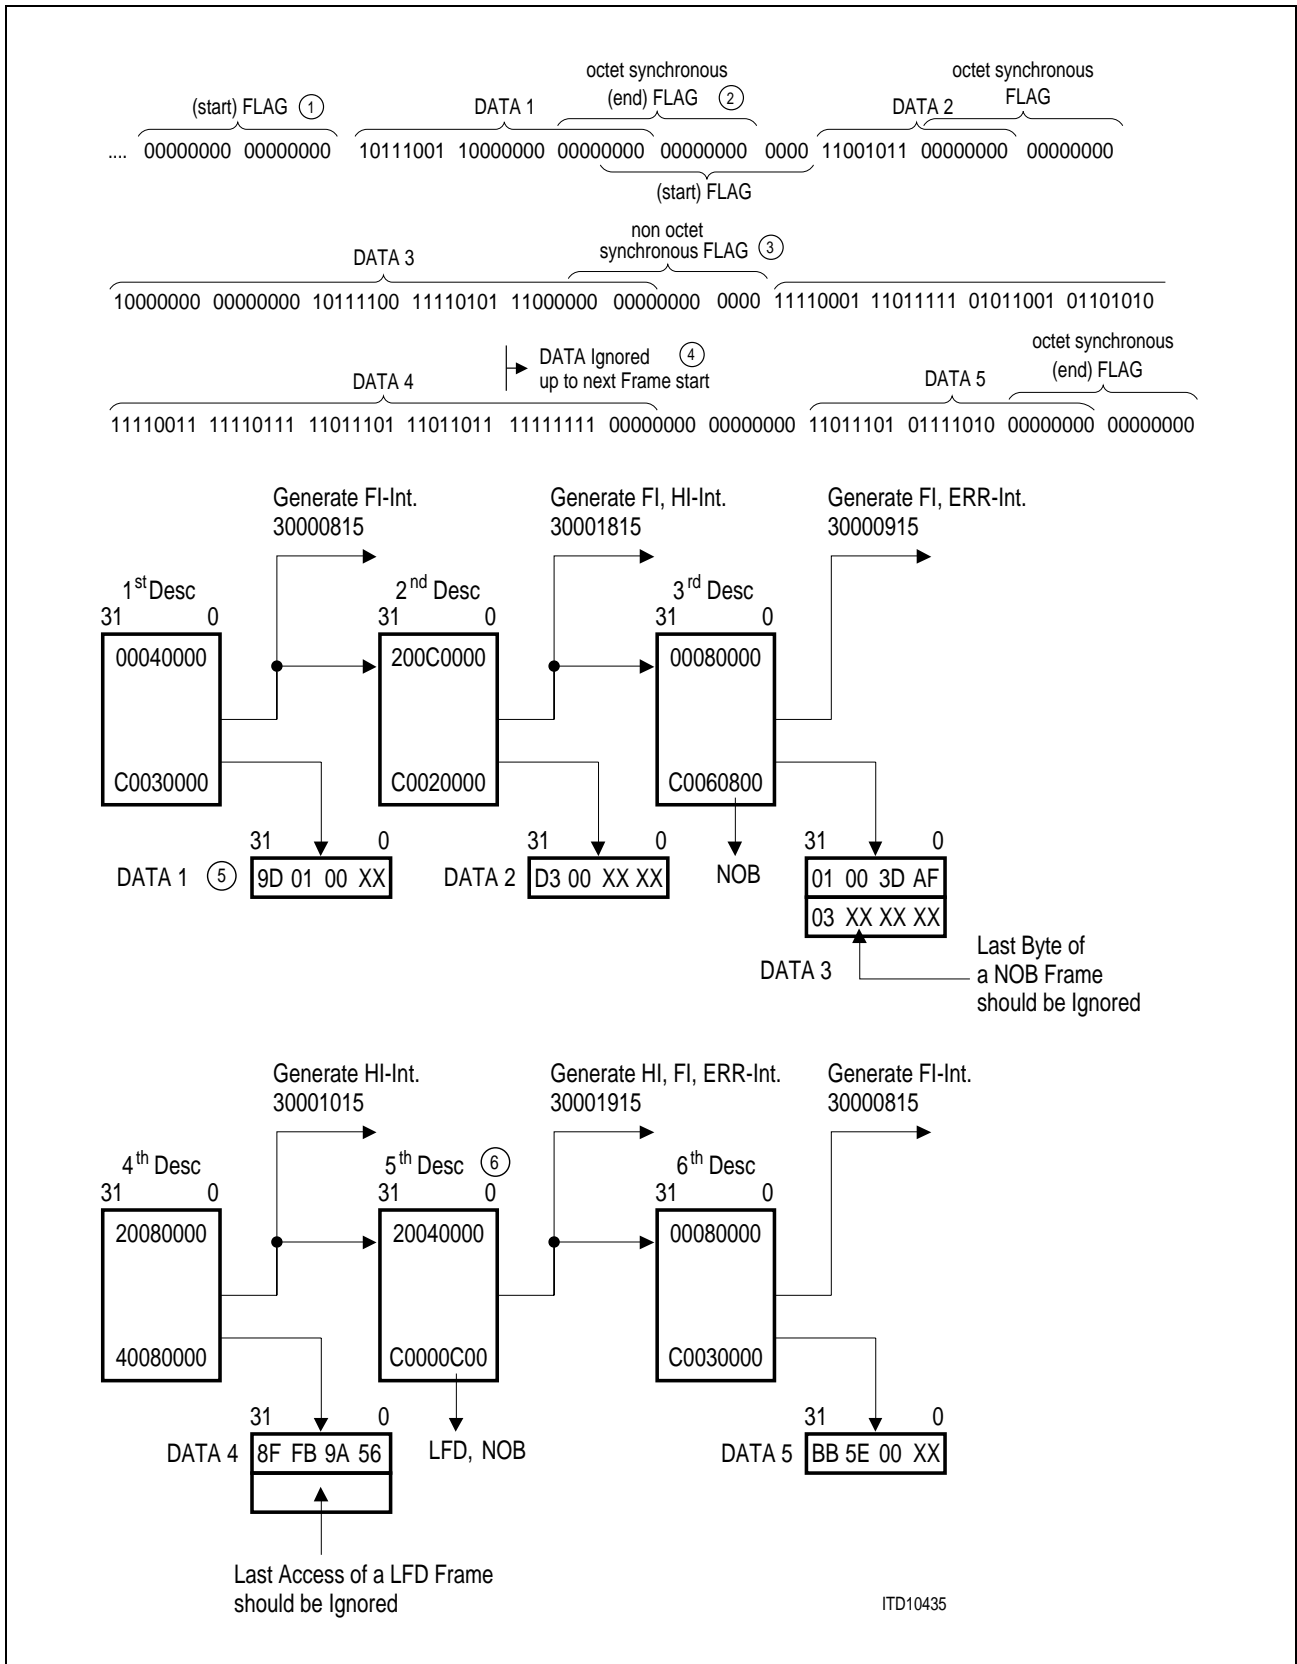 octet synchronous octet synchronous
(start) FLAG 1 DATA 1 (end) FLAG 2 DATA 2 FLAG
.... 00000000 00000000 10111001 10000000 00000000 00000000 0000 11001011 00000000 00000000
(start) FLAG
non octet
DATA 3 synchronous FLAG 3
10000000 00000000 10111100 11110101 11000000 00000000 0000 11110001 11011111 01011001 01101010
octet synchronous
DATA 4 DATA Ignored 4 DATA 5 (end) FLAG
up to next Frame start
11110011 11110111 11011101 11011011 11111111 00000000 00000000 11011101 01111010 00000000 00000000
Generate FI-Int. Generate FI, HI-Int. Generate FI, ERR-Int.
30000815 30001815 30000915
1st Desc 2nd Desc 3rd Desc
31 0 31 0 31 0
00040000 200C0000 00080000
C0030000 C0020000 C0060800
31 0 31 0 31 0
DATA 1 5 9D 01 00 XX DATA 2 D3 00 XX XX NOB 01 00 3D AF
03 XX XX XX
DATA 3 Last Byte of
a NOB Frame
should be Ignored
Generate HI-Int. Generate HI, FI, ERR-Int. Generate FI-Int.
30001015 30001915 30000815
4th Desc 5th Desc 6 6th Desc
31 0 31 0 31 0
20080000 20040000 00080000
40080000 C0000C00 C0030000
31 0 31 0
DATA 4 8F FB 9A 56 LFD, NOB DATA 5 BB 5E 00 XX
Last Access of a LFD Frame
should be Ignored
ITD10435